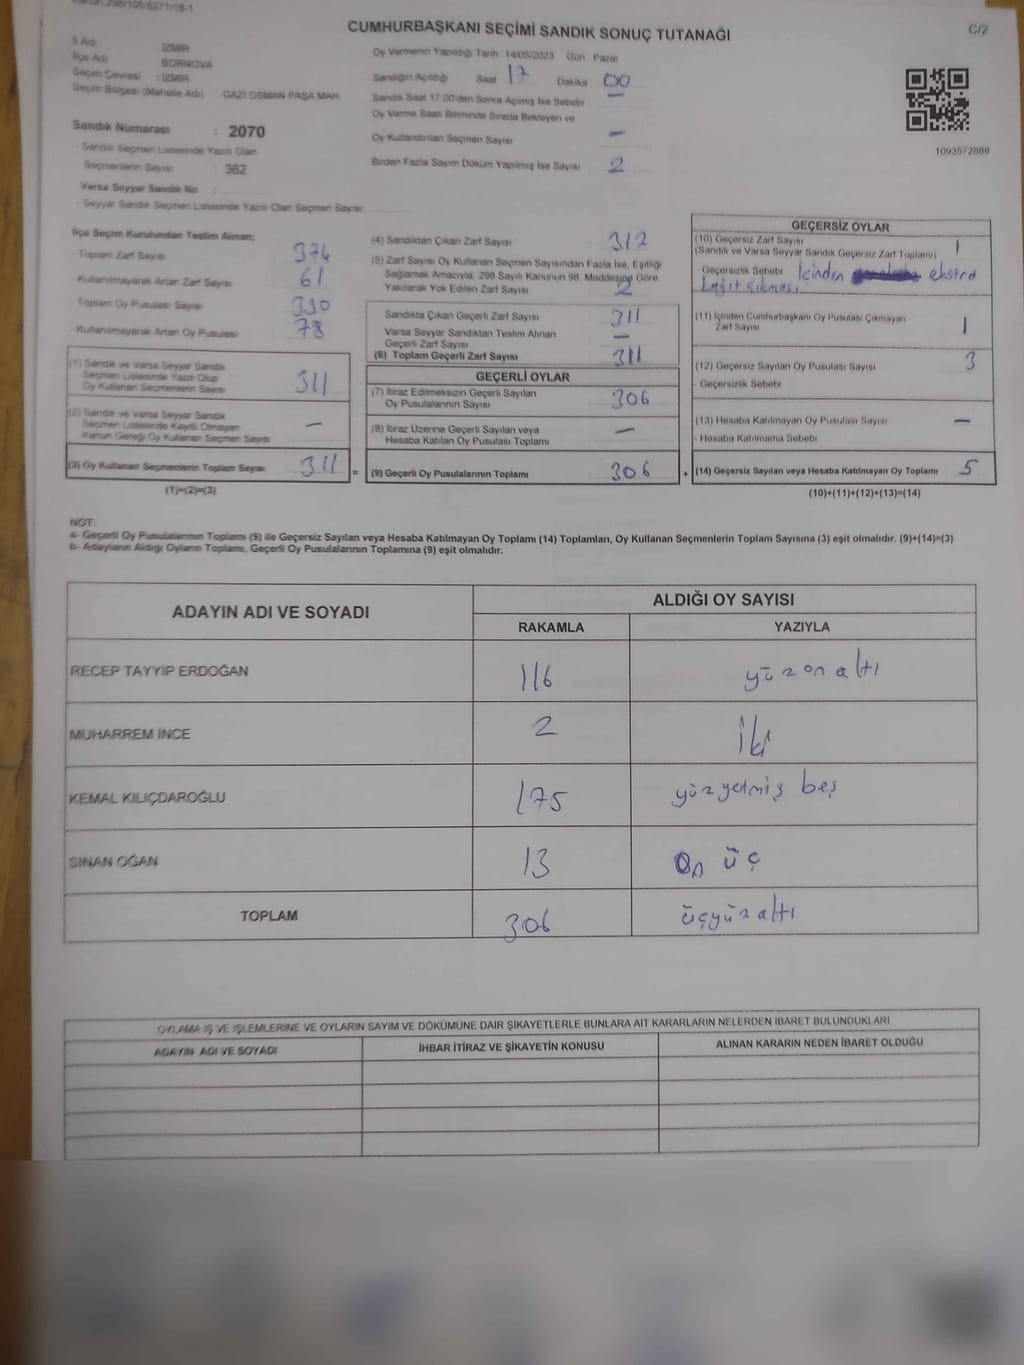 CUMHURBAŞKANI SEÇİMİ SANDIK SONUÇ TUTANAĞI
C/2
İl Adı : İZMİR
İlçe Adı : BORNOVA
Seçim Çevresi : İZMİR
Seçim Bölgesi (Mahalle Adı) : GAZİ OSMAN PAŞA MAH.
Sandık Numarası : 2070
- Sandık Seçmen Listesinde Yazılı Olan
Seçmenlerin Sayısı : 362
Varsa Seyyar Sandık No :
- Seyyar Sandık Seçmen Listesinde Yazılı Olan Seçmen Sayısı:
Oy Vermenin Yapıldığı Tarih :14/05/2023 Gün : Pazar
Sandığın Açıldığı Saat 17 Dakika 00
Sandık Saat 17:00'den Sonra Açılmış İse Sebebi —
Oy Verme Saati Bitiminde Sırada Bekleyen ve
Oy Kullandırılan Seçmen Sayısı —
Birden Fazla Sayım Döküm Yapılmış İse Sayısı 2
1093572888
İlçe Seçim Kurulundan Teslim Alınan;
- Toplam Zarf Sayısı 374
- Kullanılmayarak Artan Zarf Sayısı 61
- Toplam Oy Pusulası Sayısı 390
- Kullanılmayarak Artan Oy Pusulası 78
(1) Sandık ve Varsa Seyyar Sandık
Seçmen Listesinde Yazılı Olup
Oy Kullanan Seçmenlerin Sayısı 311
(2) Sandık ve Varsa Seyyar Sandık
Seçmen Listesinde Kayıtlı Olmayan
Kanun Gereği Oy Kullanan Seçmen Sayısı —
(3) Oy Kullanan Seçmenlerin Toplam Sayısı 311
(1)+(2)=(3)
(4) Sandıktan Çıkan Zarf Sayısı 312
(5) Zarf Sayısı Oy Kullanan Seçmen Sayısından Fazla İse, Eşitliği
Sağlamak Amacıyla, 298 Sayılı Kanunun 98. Maddesine Göre
Yakılarak Yok Edilen Zarf Sayısı 2
Sandıkta Çıkan Geçerli Zarf Sayısı 311
Varsa Seyyar Sandıktan Teslim Alınan
Geçerli Zarf Sayısı —
(6) Toplam Geçerli Zarf Sayısı 311
GEÇERLİ OYLAR
(7) İtiraz Edilmeksizin Geçerli Sayılan
Oy Pusulalarının Sayısı 306
(8) İtiraz Üzerine Geçerli Sayılan veya
Hesaba Katılan Oy Pusulası Toplamı —
= (9) Geçerli Oy Pusulalarının Toplamı 306
GEÇERSİZ OYLAR
(10) Geçersiz Zarf Sayısı 1
(Sandık ve Varsa Seyyar Sandık Geçersiz Zarf Toplamı)
- Geçersizlik Sebebi İçinden ekstra
kağıt çıkması
(11) İçinden Cumhurbaşkanı Oy Pusulası Çıkmayan
Zarf Sayısı 1
(12) Geçersiz Sayılan Oy Pusulası Sayısı 3
- Geçersizlik Sebebi
(13) Hesaba Katılmayan Oy Pusulası Sayısı —
- Hesaba Katılmama Sebebi
+ (14) Geçersiz Sayılan veya Hesaba Katılmayan Oy Toplamı 5
(10)+(11)+(12)+(13)=(14)
NOT:
a- Geçerli Oy Pusulalarının Toplamı (9) ile Geçersiz Sayılan veya Hesaba Katılmayan Oy Toplamı (14) Toplamları, Oy Kullanan Seçmenlerin Toplam Sayısına (3) eşit olmalıdır. (9)+(14)=(3)
b- Adayların Aldığı Oyların Toplamı, Geçerli Oy Pusulalarının Toplamına (9) eşit olmalıdır.
ADAYIN ADI VE SOYADI
ALDIĞI OY SAYISI
RAKAMLA YAZIYLA
RECEP TAYYİP ERDOĞAN 116 yüz on altı
MUHARREM İNCE 2 İki
KEMAL KILIÇDAROĞLU 175 yüz yetmiş beş
SİNAN OĞAN 13 On üç
TOPLAM 306 üçyüz altı
OYLAMA İŞ VE İŞLEMLERİNE VE OYLARIN SAYIM VE DÖKÜMÜNE DAİR ŞİKAYETLERLE BUNLARA AİT KARARLARIN NELERDEN İBARET BULUNDUKLARI
ADAYIN ADI VE SOYADI İHBAR İTİRAZ VE ŞİKAYETİN KONUSU ALINAN KARARIN NEDEN İBARET OLDUĞU